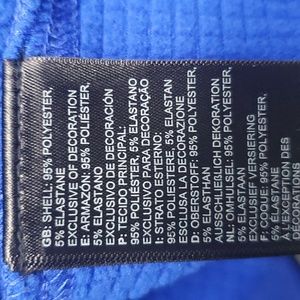 GB: SHELL: 95% POLYESTER,
5% ELASTANE
EXCLUSIVE OF DECORATION
E: ARMAZÓN: 95% POLIÉSTER,
5% ELASTANO
EXCLUSIVO DE DECORACIÓN
P: TECIDO PRINCIPAL:
95% POLIÉSTER, 5% ELASTANO
EXCLUSIVO PARA DECORAÇÃO
I: STRATO ESTERNO:
95% POLIESTERE, 5% ELASTAN
ESCLUSA DECORAZIONE
D: OBERSTOFF: 95% POLYESTER,
5% ELASTHAN
AUSSCHLIEßLICH DEKORATION
NL: OMHULSEL: 95% POLYESTER,
5% ELASTAAN
EXCLUSIEF VERSIERING
F: COQUE: 95% POLYESTER,
5% ÉLASTHANNE
À L'EXCEPTION DES
DÉCORATIONS